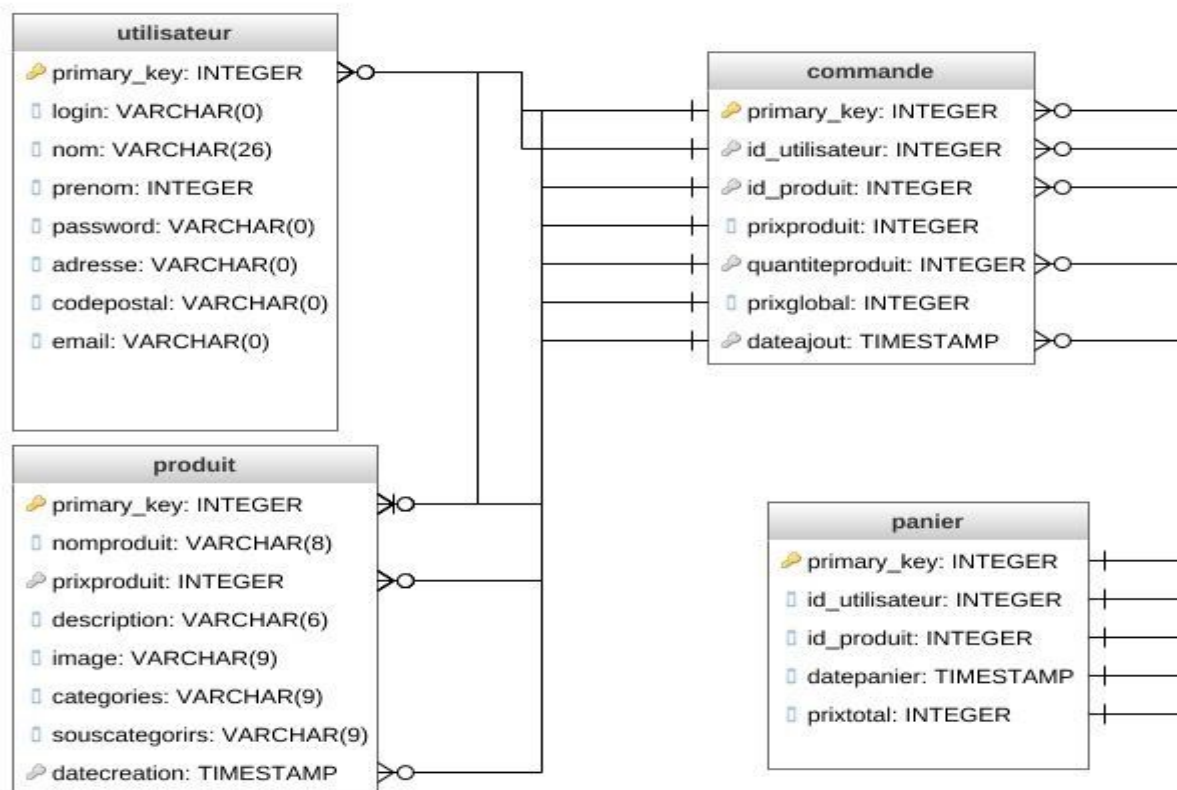 utilisateur
primary_key: INTEGER
login: VARCHAR(0)
nom: VARCHAR(26)
prenom: INTEGER
password: VARCHAR(0)
adresse: VARCHAR(0)
codepostal: VARCHAR(0)
email: VARCHAR(0)
produit
primary_key: INTEGER
nomproduit: VARCHAR(8)
prixproduit: INTEGER
description: VARCHAR(6)
image: VARCHAR(9)
categories: VARCHAR(9)
souscategorirs: VARCHAR(9)
datecreation: TIMESTAMP
commande
primary_key: INTEGER
id_utilisateur: INTEGER
id_produit: INTEGER
prixproduit: INTEGER
quantiteproduit: INTEGER
prixglobal: INTEGER
dateajout: TIMESTAMP
panier
primary_key: INTEGER
id_utilisateur: INTEGER
id_produit: INTEGER
datepanier: TIMESTAMP
prixtotal: INTEGER